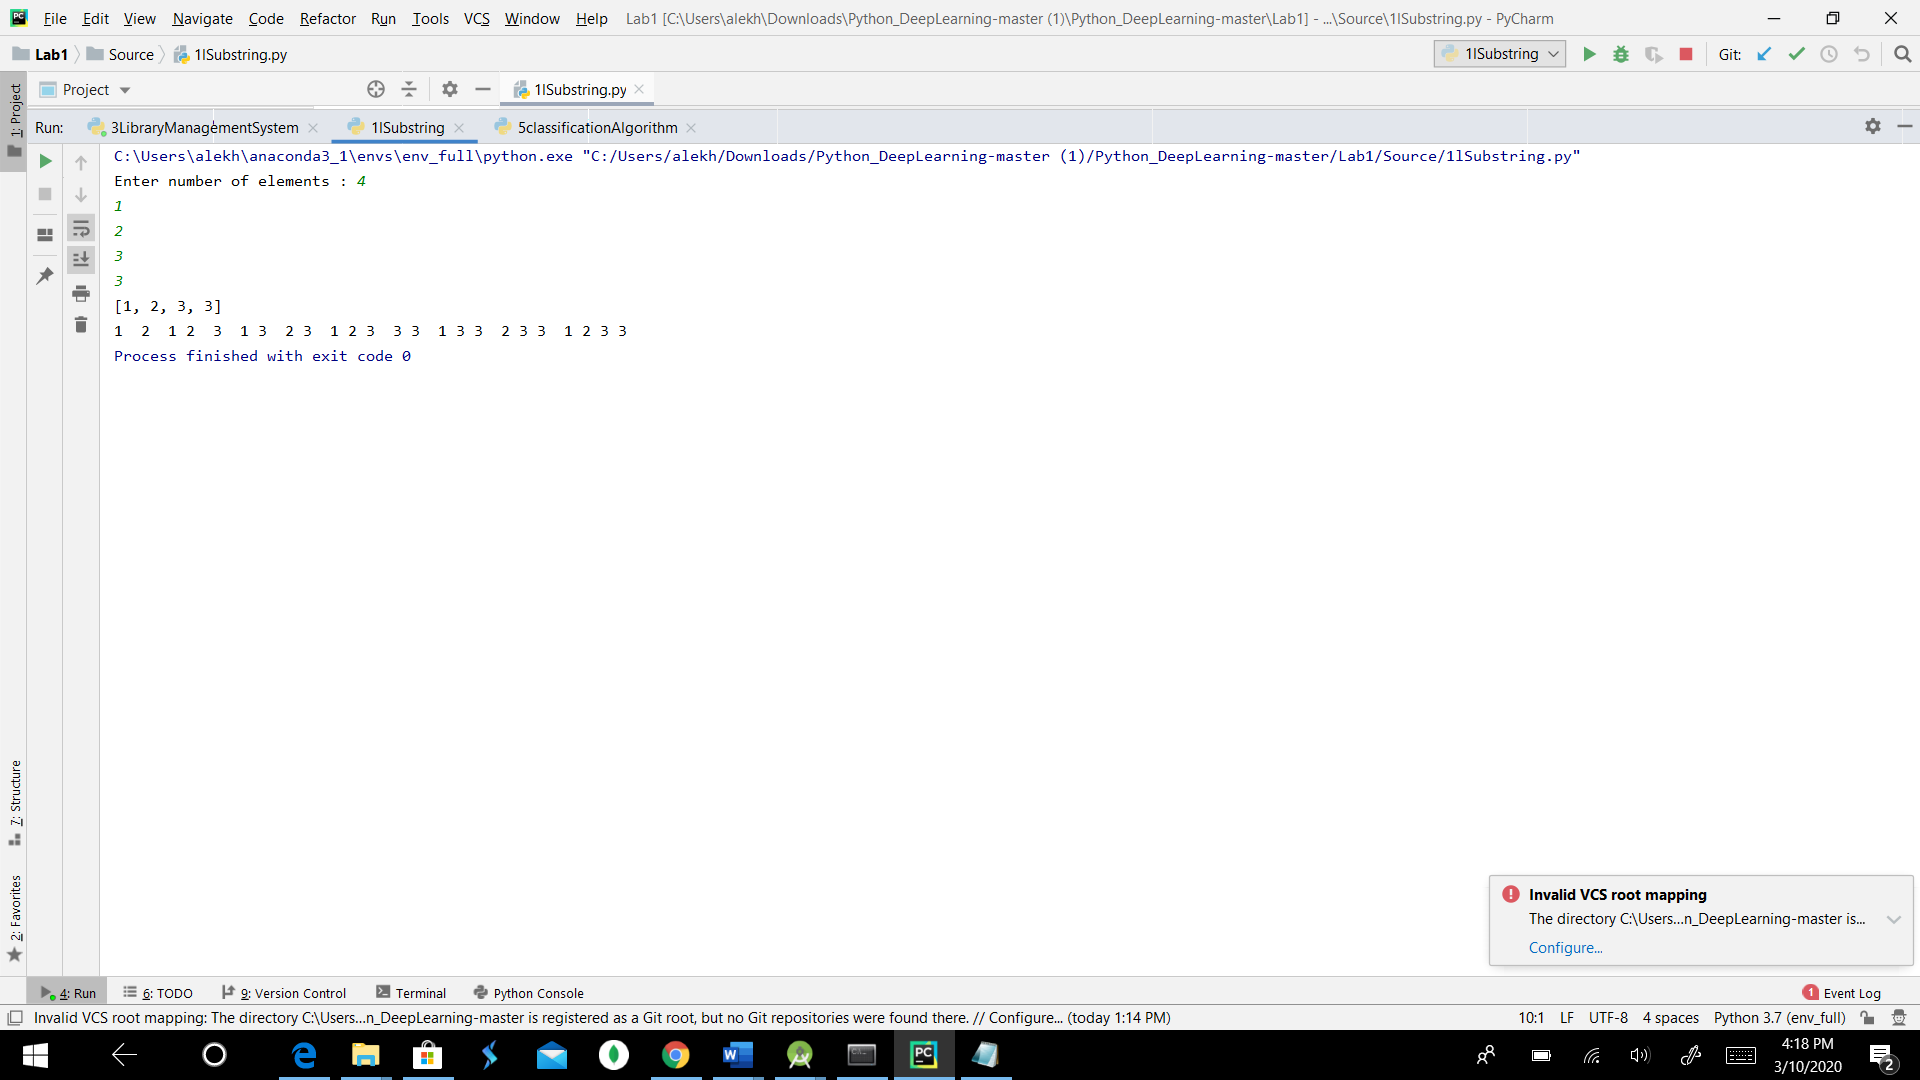 File Edit View Navigate Code Refactor Run Tools VCS Window Help Lab1 [C:\Users\alekh\Downloads\Python_DeepLearning-master (1)\Python_DeepLearning-master\Lab1] - ...\Source\1lSubstring.py - PyCharm
Lab1 Source 1lSubstring.py 1lSubstring Git:
Project 1lSubstring.py
1: Project
Run: 3LibraryManagementSystem 1lSubstring 5classificationAlgorithm
C:\Users\alekh\anaconda3_1\envs\env_full\python.exe "C:/Users/alekh/Downloads/Python_DeepLearning-master (1)/Python_DeepLearning-master/Lab1/Source/1lSubstring.py"
Enter number of elements : 4
1
2
3
3
[1, 2, 3, 3]
1  2  1 2  3  1 3  2 3  1 2 3  3 3  1 3 3  2 3 3  1 2 3 3
Process finished with exit code 0
7: Structure
2: Favorites
Invalid VCS root mapping
The directory C:\Users...n_DeepLearning-master is...
Configure...
4: Run 6: TODO 9: Version Control Terminal Python Console 1 Event Log
Invalid VCS root mapping: The directory C:\Users...n_DeepLearning-master is registered as a Git root, but no Git repositories were found there. // Configure... (today 1:14 PM) 10:1 LF UTF-8 4 spaces Python 3.7 (env_full)
4:18 PM
3/10/2020
2